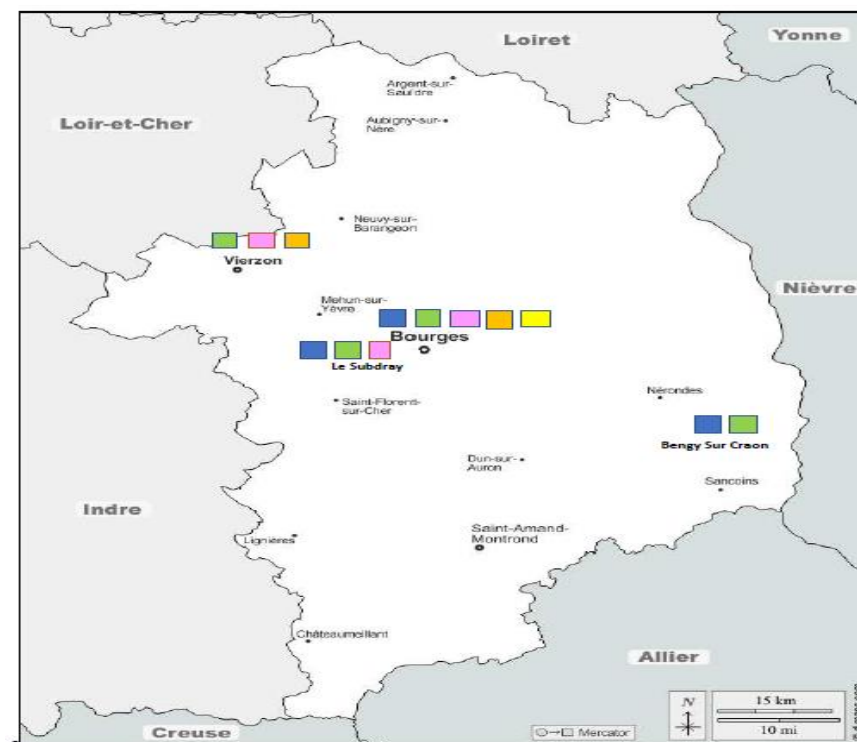 Loiret
Yonne
Argent-sur-
Sauldre
Loir-et-Cher
Aubigny-sur-
Nère
Neuvy-sur-
Barangeon
Vierzon
Nièvre
Mehun-sur-
Yèvre
Bourges
Le Subdray
Nérondes
Saint-Florent-
sur-Cher
Bengy Sur Craon
Dun-sur-
Auron
Sancoins
Indre
Saint-Amand-
Montrond
Lignières
Châteaumeillant
Allier
N
15 km
10 mi
Creuse
Mercator